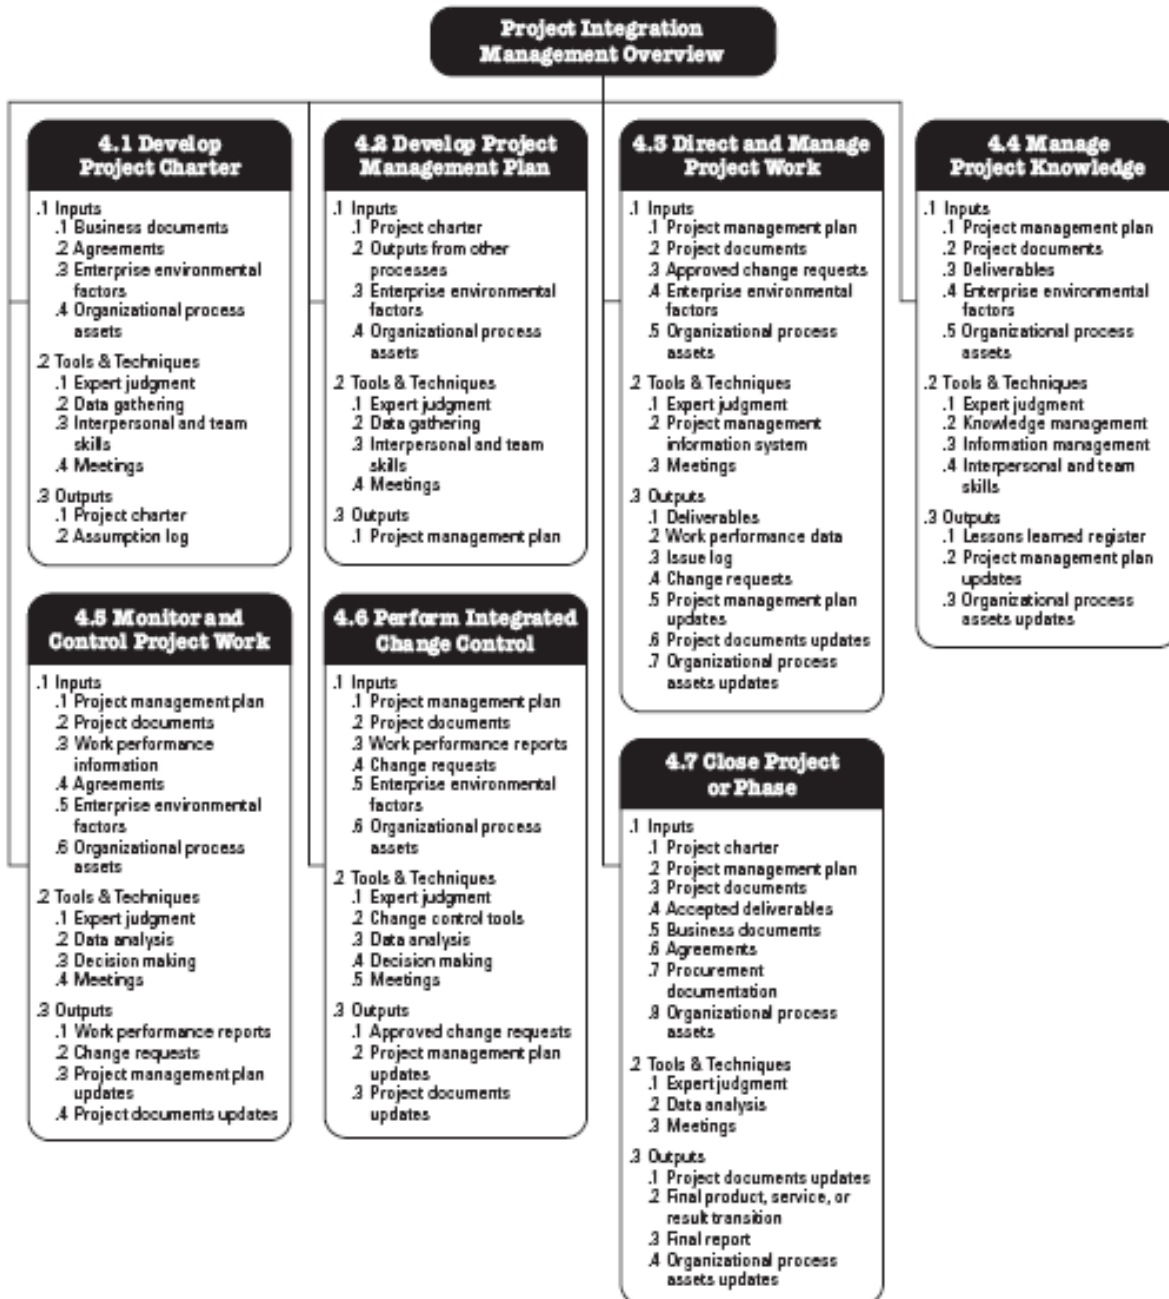 Project Integration
Management Overview
4.1 Develop
Project Charter
.1 Inputs
.1 Business documents
.2 Agreements
.3 Enterprise environmental
factors
.4 Organizational process
assets
.2 Tools & Techniques
.1 Expert judgment
.2 Data gathering
.3 Interpersonal and team
skills
.4 Meetings
.3 Outputs
.1 Project charter
.2 Assumption log
4.2 Develop Project
Management Plan
.1 Inputs
.1 Project charter
.2 Outputs from other
processes
.3 Enterprise environmental
factors
.4 Organizational process
assets
.2 Tools & Techniques
.1 Expert judgment
.2 Data gathering
.3 Interpersonal and team
skills
.4 Meetings
.3 Outputs
.1 Project management plan
4.3 Direct and Manage
Project Work
.1 Inputs
.1 Project management plan
.2 Project documents
.3 Approved change requests
.4 Enterprise environmental
factors
.5 Organizational process
assets
.2 Tools & Techniques
.1 Expert judgment
.2 Project management
information system
.3 Meetings
.3 Outputs
.1 Deliverables
.2 Work performance data
.3 Issue log
.4 Change requests
.5 Project management plan
updates
.6 Project documents updates
.7 Organizational process
assets updates
4.4 Manage
Project Knowledge
.1 Inputs
.1 Project management plan
.2 Project documents
.3 Deliverables
.4 Enterprise environmental
factors
.5 Organizational process
assets
.2 Tools & Techniques
.1 Expert judgment
.2 Knowledge management
.3 Information management
.4 Interpersonal and team
skills
.3 Outputs
.1 Lessons learned register
.2 Project management plan
updates
.3 Organizational process
assets updates
4.5 Monitor and
Control Project Work
.1 Inputs
.1 Project management plan
.2 Project documents
.3 Work performance
information
.4 Agreements
.5 Enterprise environmental
factors
.6 Organizational process
assets
.2 Tools & Techniques
.1 Expert judgment
.2 Data analysis
.3 Decision making
.4 Meetings
.3 Outputs
.1 Work performance reports
.2 Change requests
.3 Project management plan
updates
.4 Project documents updates
4.6 Perform Integrated
Change Control
.1 Inputs
.1 Project management plan
.2 Project documents
.3 Work performance reports
.4 Change requests
.5 Enterprise environmental
factors
.6 Organizational process
assets
.2 Tools & Techniques
.1 Expert judgment
.2 Change control tools
.3 Data analysis
.4 Decision making
.5 Meetings
.3 Outputs
.1 Approved change requests
.2 Project management plan
updates
.3 Project documents
updates
4.7 Close Project
or Phase
.1 Inputs
.1 Project charter
.2 Project management plan
.3 Project documents
.4 Accepted deliverables
.5 Business documents
.6 Agreements
.7 Procurement
documentation
.8 Organizational process
assets
.2 Tools & Techniques
.1 Expert judgment
.2 Data analysis
.3 Meetings
.3 Outputs
.1 Project documents updates
.2 Final product, service, or
result transition
.3 Final report
.4 Organizational process
assets updates